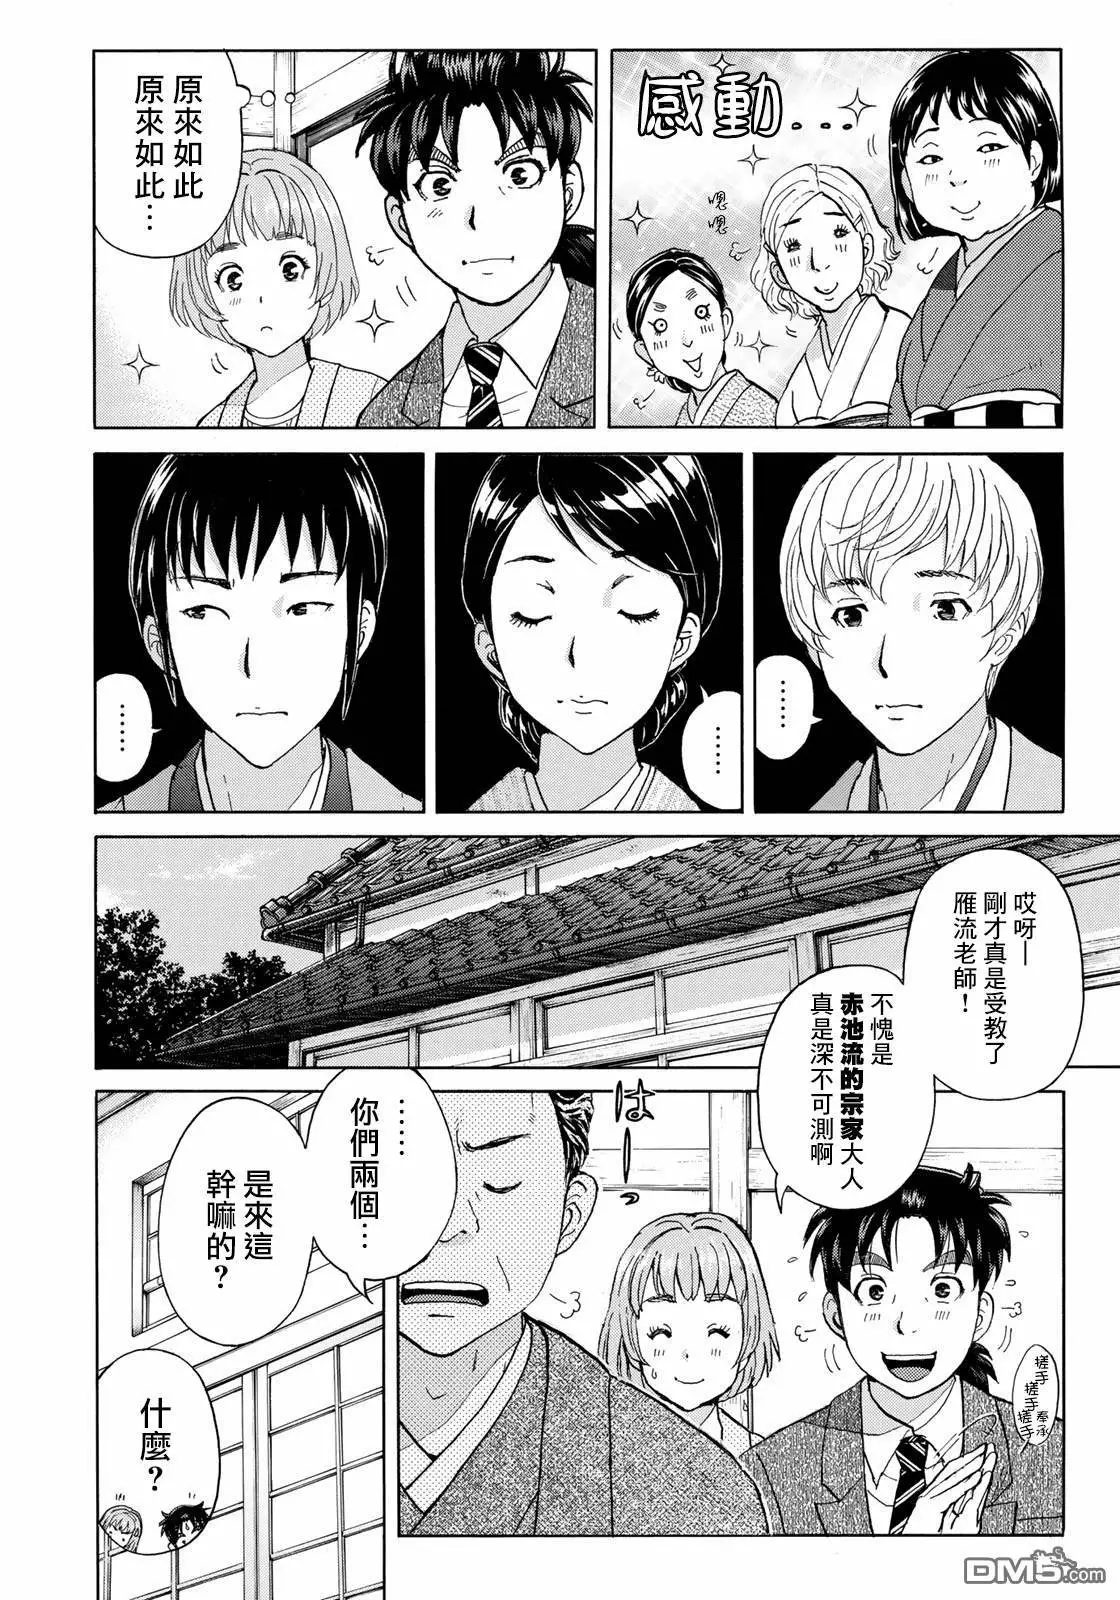 感動……
嗯
嗯
原來如此
原來如此…
……
……
……
哎呀—
剛才真是受教了
雁流老師！
不愧是
赤池流的宗家大人
真是深不可測啊
はーっ
搓手
搓手
搓手
奉承
……
你們兩個…
是來這
幹嘛的？
什麼？
DM5.com